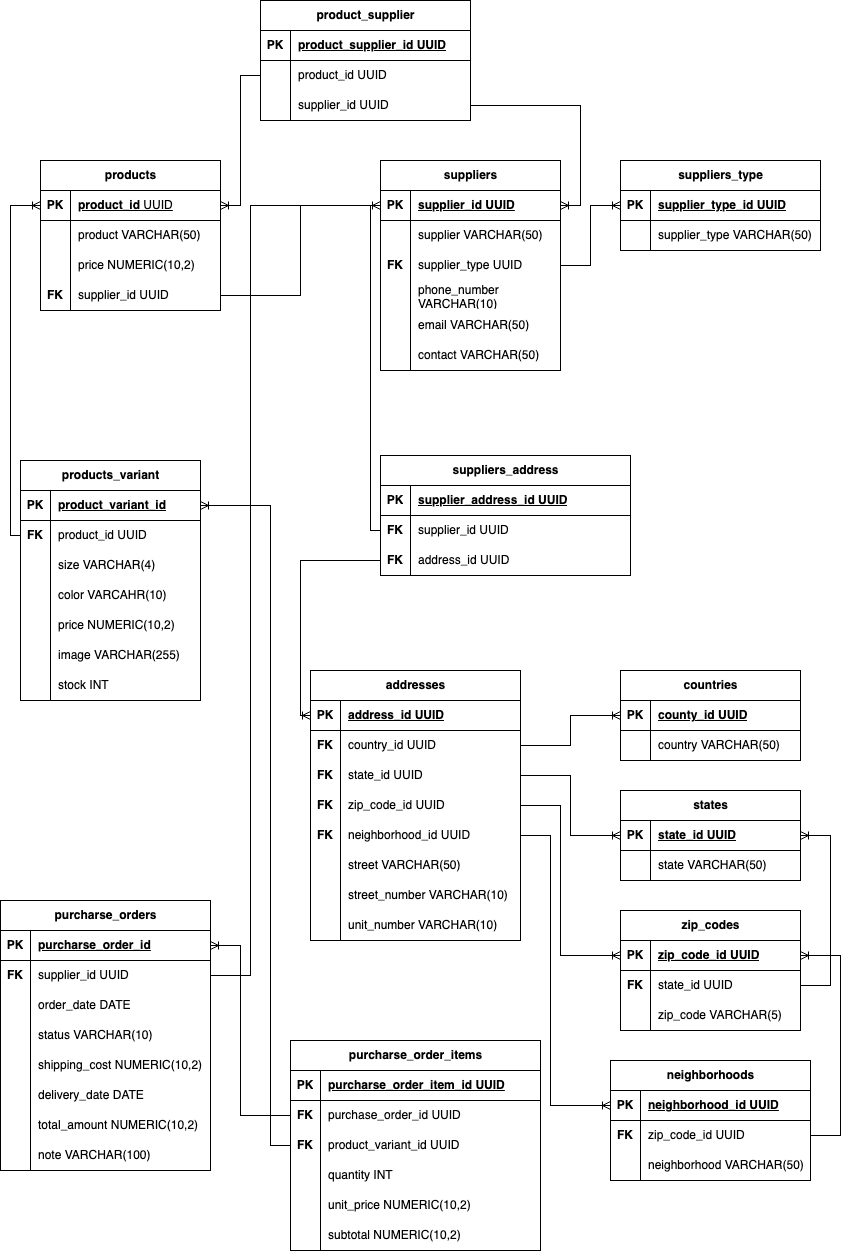 product_supplier
PK product_supplier_id UUID
product_id UUID
supplier_id UUID
products
PK product_id UUID
product VARCHAR(50)
price NUMERIC(10,2)
FK supplier_id UUID
suppliers
PK supplier_id UUID
supplier VARCHAR(50)
FK supplier_type UUID
phone_number
VARCHAR(10)
email VARCHAR(50)
contact VARCHAR(50)
suppliers_type
PK supplier_type_id UUID
supplier_type VARCHAR(50)
products_variant
PK product_variant_id
FK product_id UUID
size VARCHAR(4)
color VARCAHR(10)
price NUMERIC(10,2)
image VARCHAR(255)
stock INT
suppliers_address
PK supplier_address_id UUID
FK supplier_id UUID
FK address_id UUID
addresses
PK address_id UUID
FK country_id UUID
FK state_id UUID
FK zip_code_id UUID
FK neighborhood_id UUID
street VARCHAR(50)
street_number VARCHAR(10)
unit_number VARCHAR(10)
countries
PK county_id UUID
country VARCHAR(50)
states
PK state_id UUID
state VARCHAR(50)
zip_codes
PK zip_code_id UUID
FK state_id UUID
zip_code VARCHAR(5)
neighborhoods
PK neighborhood_id UUID
FK zip_code_id UUID
neighborhood VARCHAR(50)
purcharse_orders
PK purcharse_order_id
FK supplier_id UUID
order_date DATE
status VARCHAR(10)
shipping_cost NUMERIC(10,2)
delivery_date DATE
total_amount NUMERIC(10,2)
note VARCHAR(100)
purcharse_order_items
PK purcharse_order_item_id UUID
FK purchase_order_id UUID
FK product_variant_id UUID
quantity INT
unit_price NUMERIC(10,2)
subtotal NUMERIC(10,2)